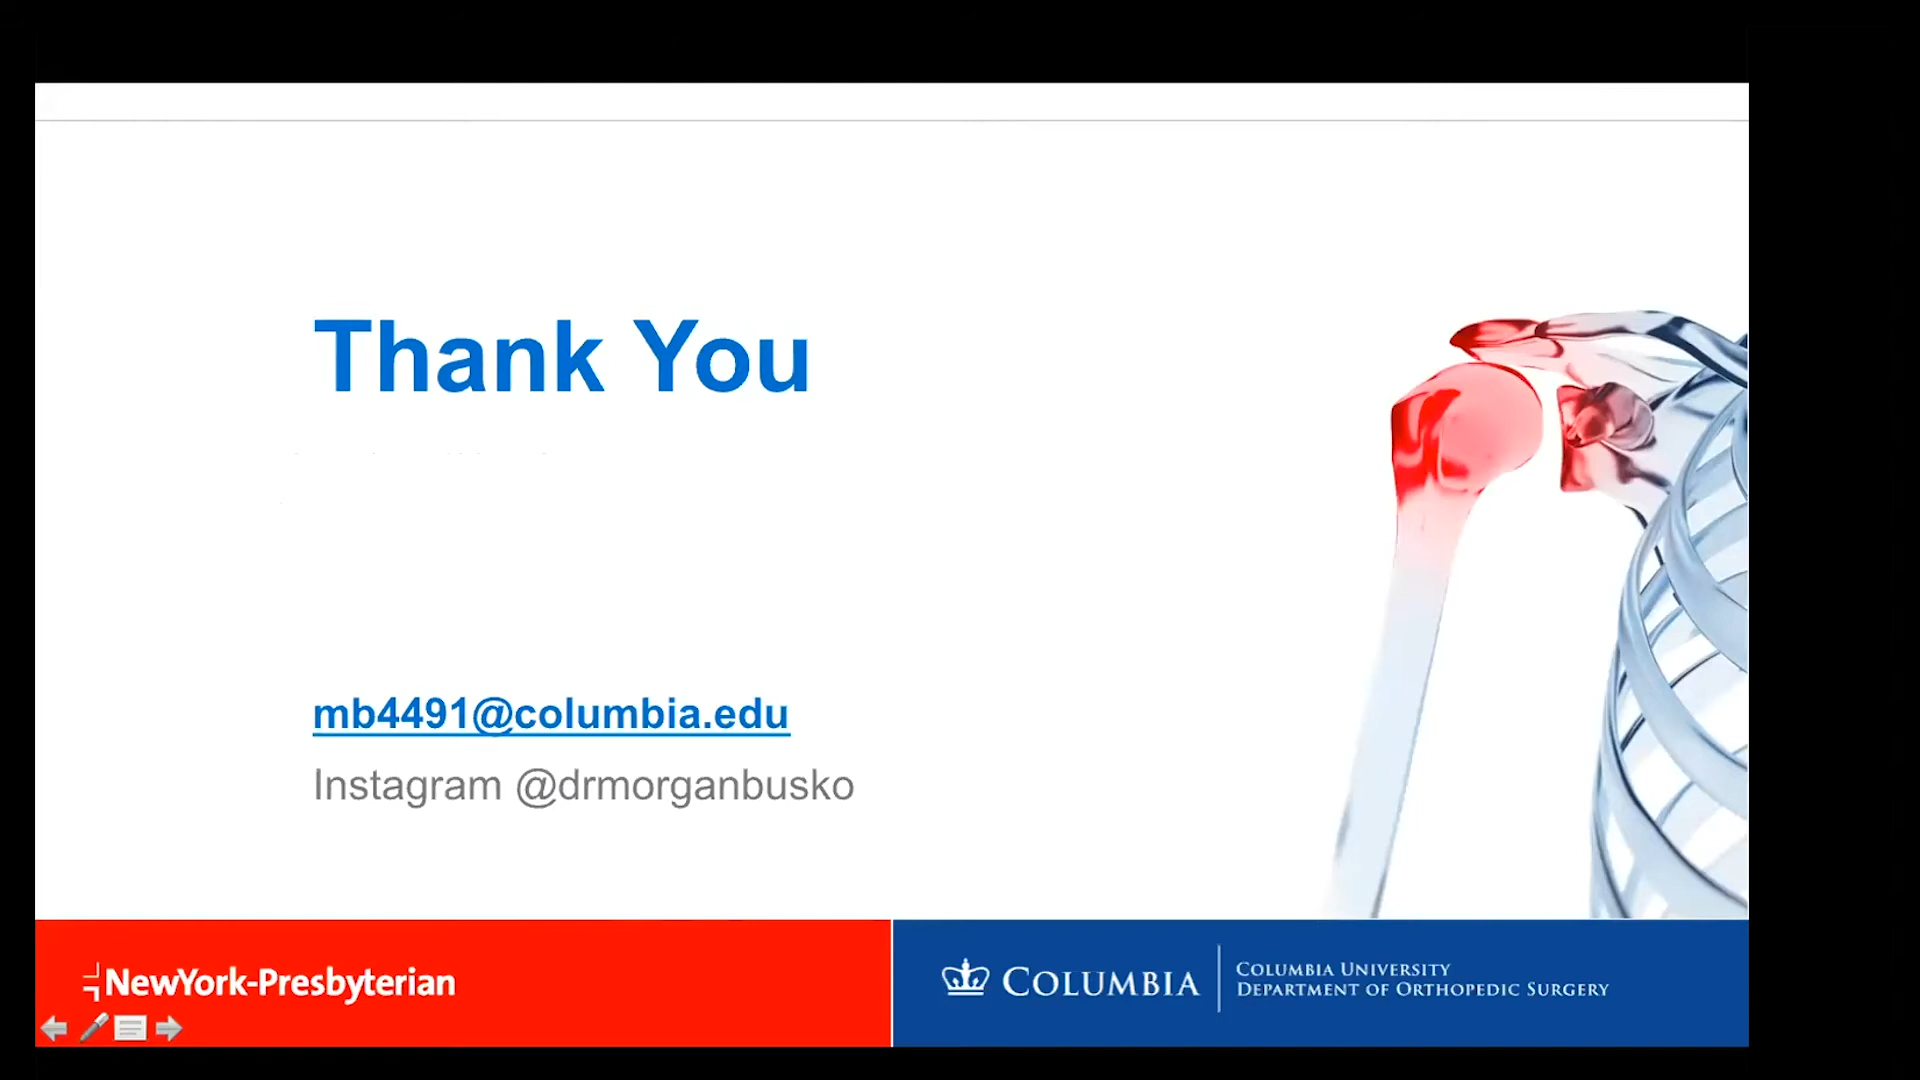 Thank You
mb4491@columbia.edu
Instagram @drmorganbusko
NewYork-Presbyterian
COLUMBIA
COLUMBIA UNIVERSITY
DEPARTMENT OF ORTHOPEDIC SURGERY